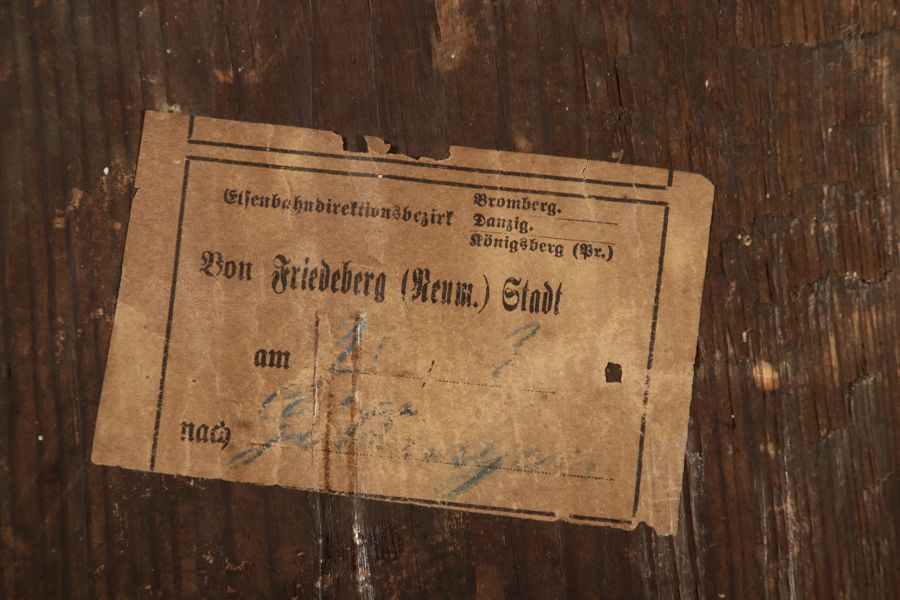 Eisenbahndirektionsbezirk
Bromberg.
Danzig.
Königsberg (Pr.)
Von Friedeberg (Neum.) Stadt
am
nach